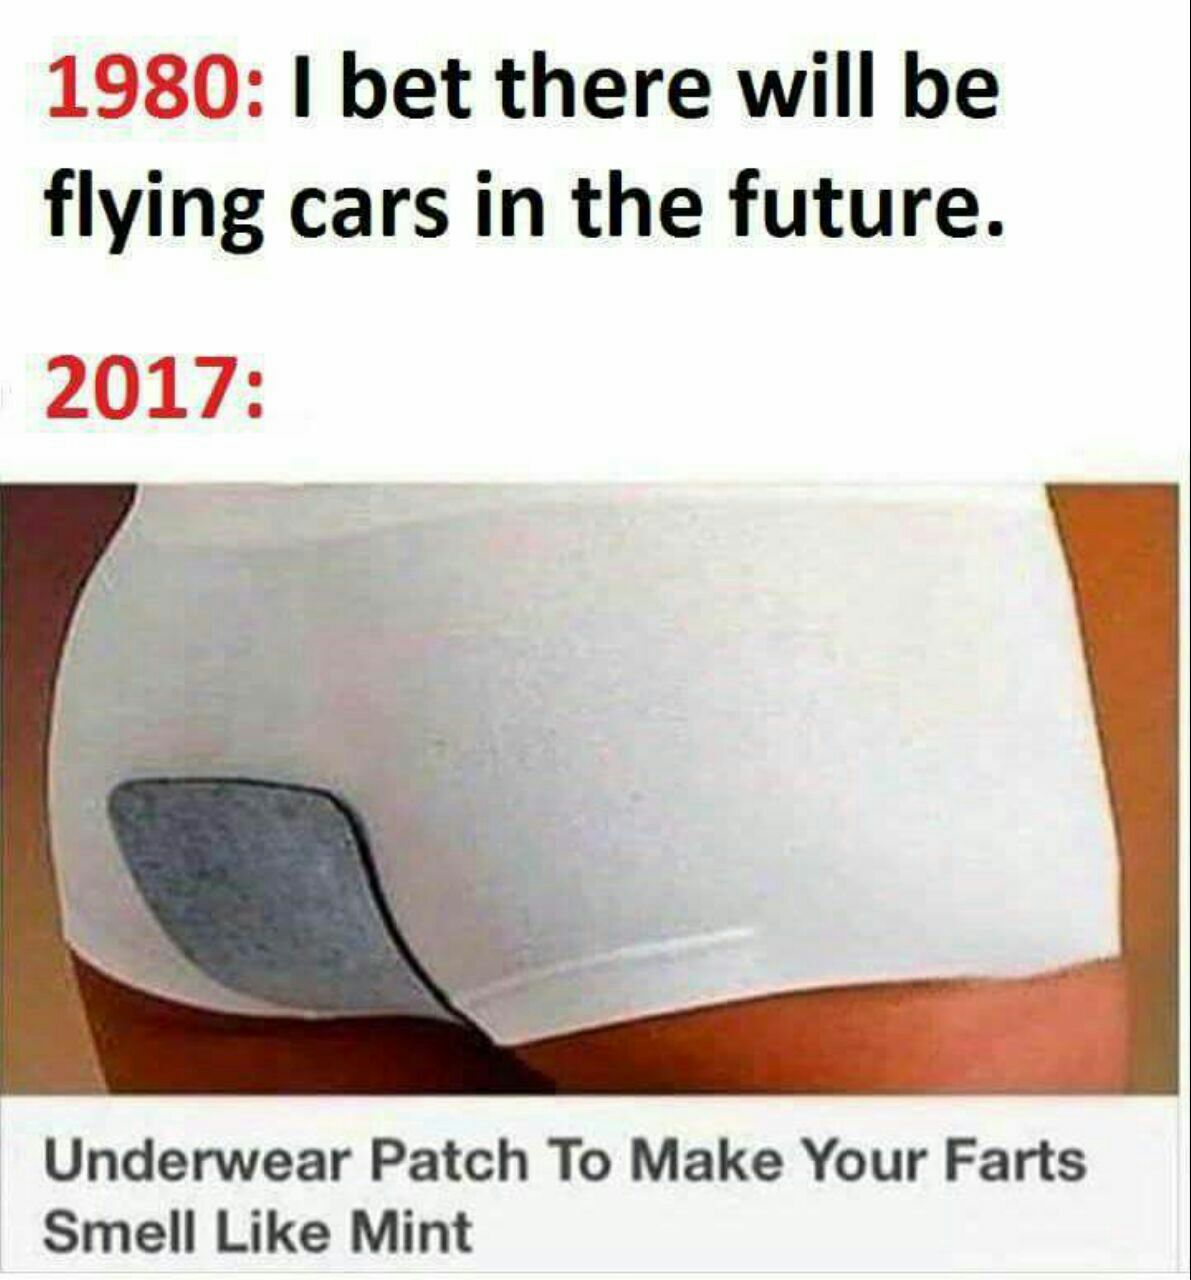 1980: I bet there will be
flying cars in the future.
2017:
Underwear Patch To Make Your Farts
Smell Like Mint